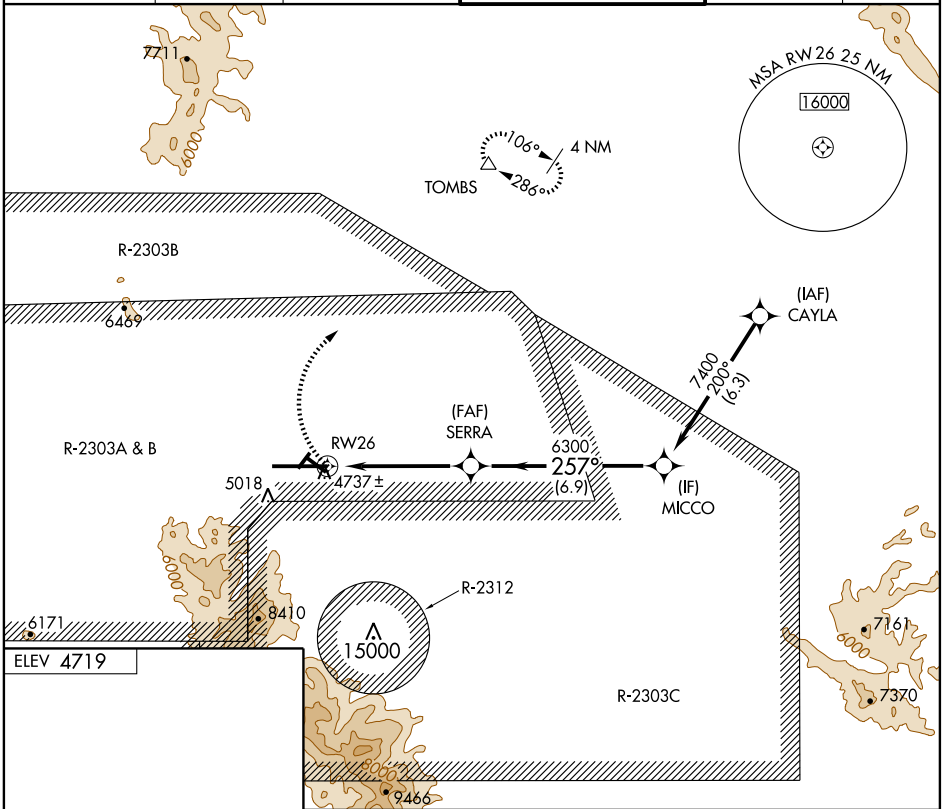 7711
6000
MSA RW26 25 NM
16000
106°
4 NM
TOMBS
286°
R-2303B
6469
(IAF)
CAYLA
7400
200°
(6.3)
(FAF)
SERRA
R-2303A & B
RW26
6300
257°
(6.9)
5018
4737 ±
(IF)
MICCO
6000
R-2312
8410
6171
15000
7161
6000
ELEV 4719
R-2303C
7370
8000
9466